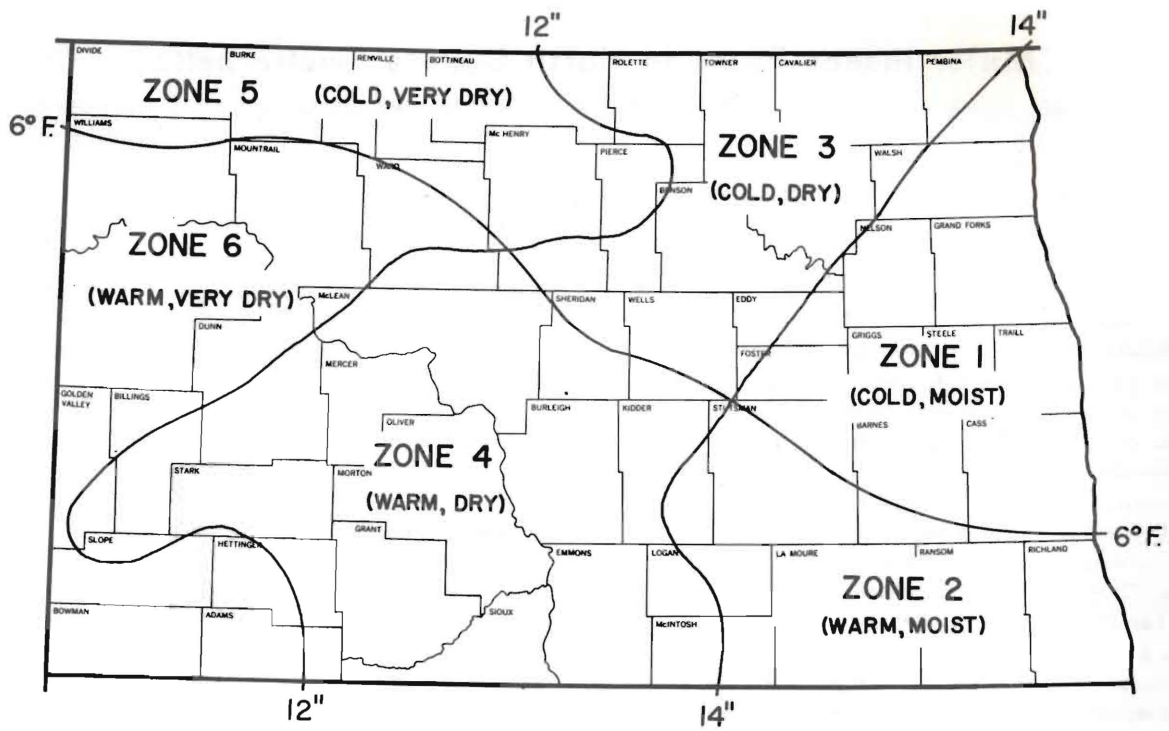 12"
14"
DIVIDE
BURKE
RENVILLE
BOTTINEAU
ROLETTE
TOWNER
CAVALIER
PEMBINA
ZONE 5
(COLD, VERY DRY)
6° F.
WILLIAMS
MOUNTRAIL
WARD
Mc HENRY
PIERCE
BENSON
ZONE 3
(COLD, DRY)
WALSH
NELSON
GRAND FORKS
ZONE 6
(WARM, VERY DRY)
McLEAN
SHERIDAN
WELLS
EDDY
DUNN
MERCER
FOSTER
GRIGGS
STEELE
TRAILL
ZONE 1
(COLD, MOIST)
GOLDEN
VALLEY
BILLINGS
OLIVER
BURLEIGH
KIDDER
STUTSMAN
BARNES
CASS
STARK
MORTON
ZONE 4
(WARM, DRY)
GRANT
6° F.
SLOPE
HETTINGER
EMMONS
LOGAN
LA MOURE
RANSOM
RICHLAND
BOWMAN
ADAMS
SIOUX
McINTOSH
ZONE 2
(WARM, MOIST)
12"
14"